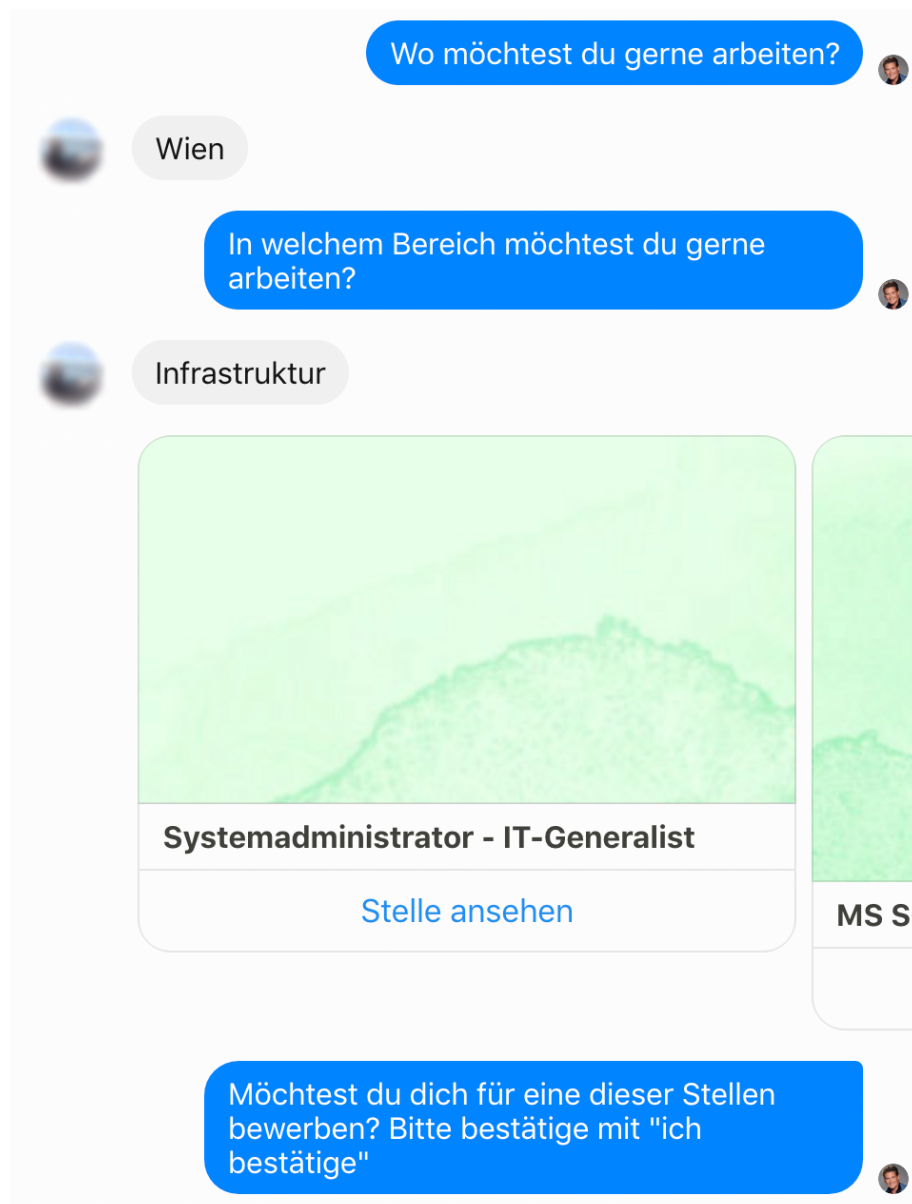 Wo möchtest du gerne arbeiten?
Wien
In welchem Bereich möchtest du gerne
arbeiten?
Infrastruktur
Systemadministrator - IT-Generalist
Stelle ansehen
MS S
Möchtest du dich für eine dieser Stellen
bewerben? Bitte bestätige mit "ich
bestätige"